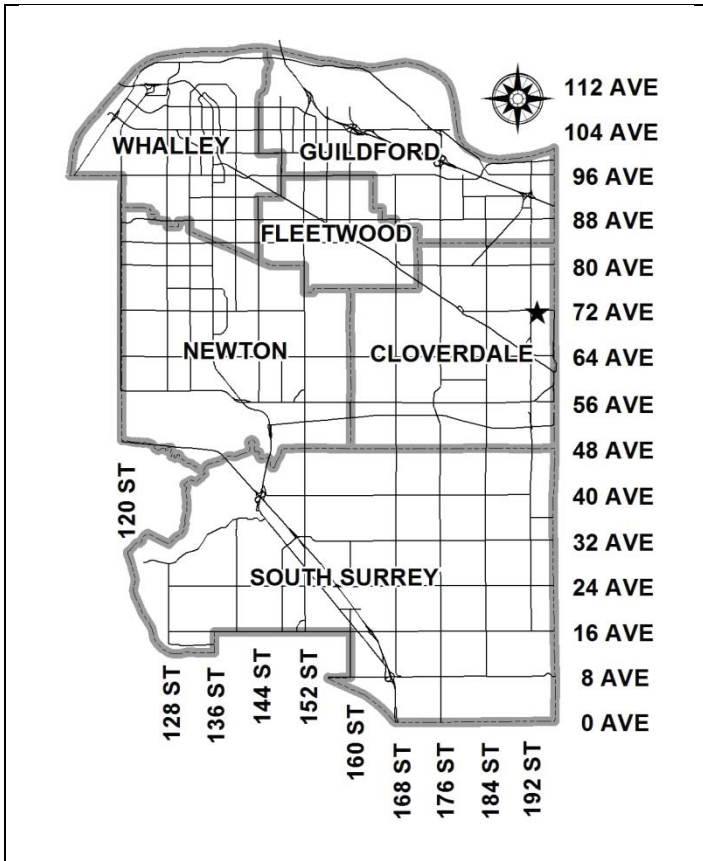 112 AVE
104 AVE
WHALLEY
GUILDFORD
96 AVE
88 AVE
FLEETWOOD
80 AVE
72 AVE
NEWTON
CLOVERDALE
64 AVE
56 AVE
48 AVE
120 ST
40 AVE
32 AVE
SOUTH SURREY
24 AVE
16 AVE
8 AVE
0 AVE
128 ST
136 ST
144 ST
152 ST
160 ST
168 ST
176 ST
184 ST
192 ST